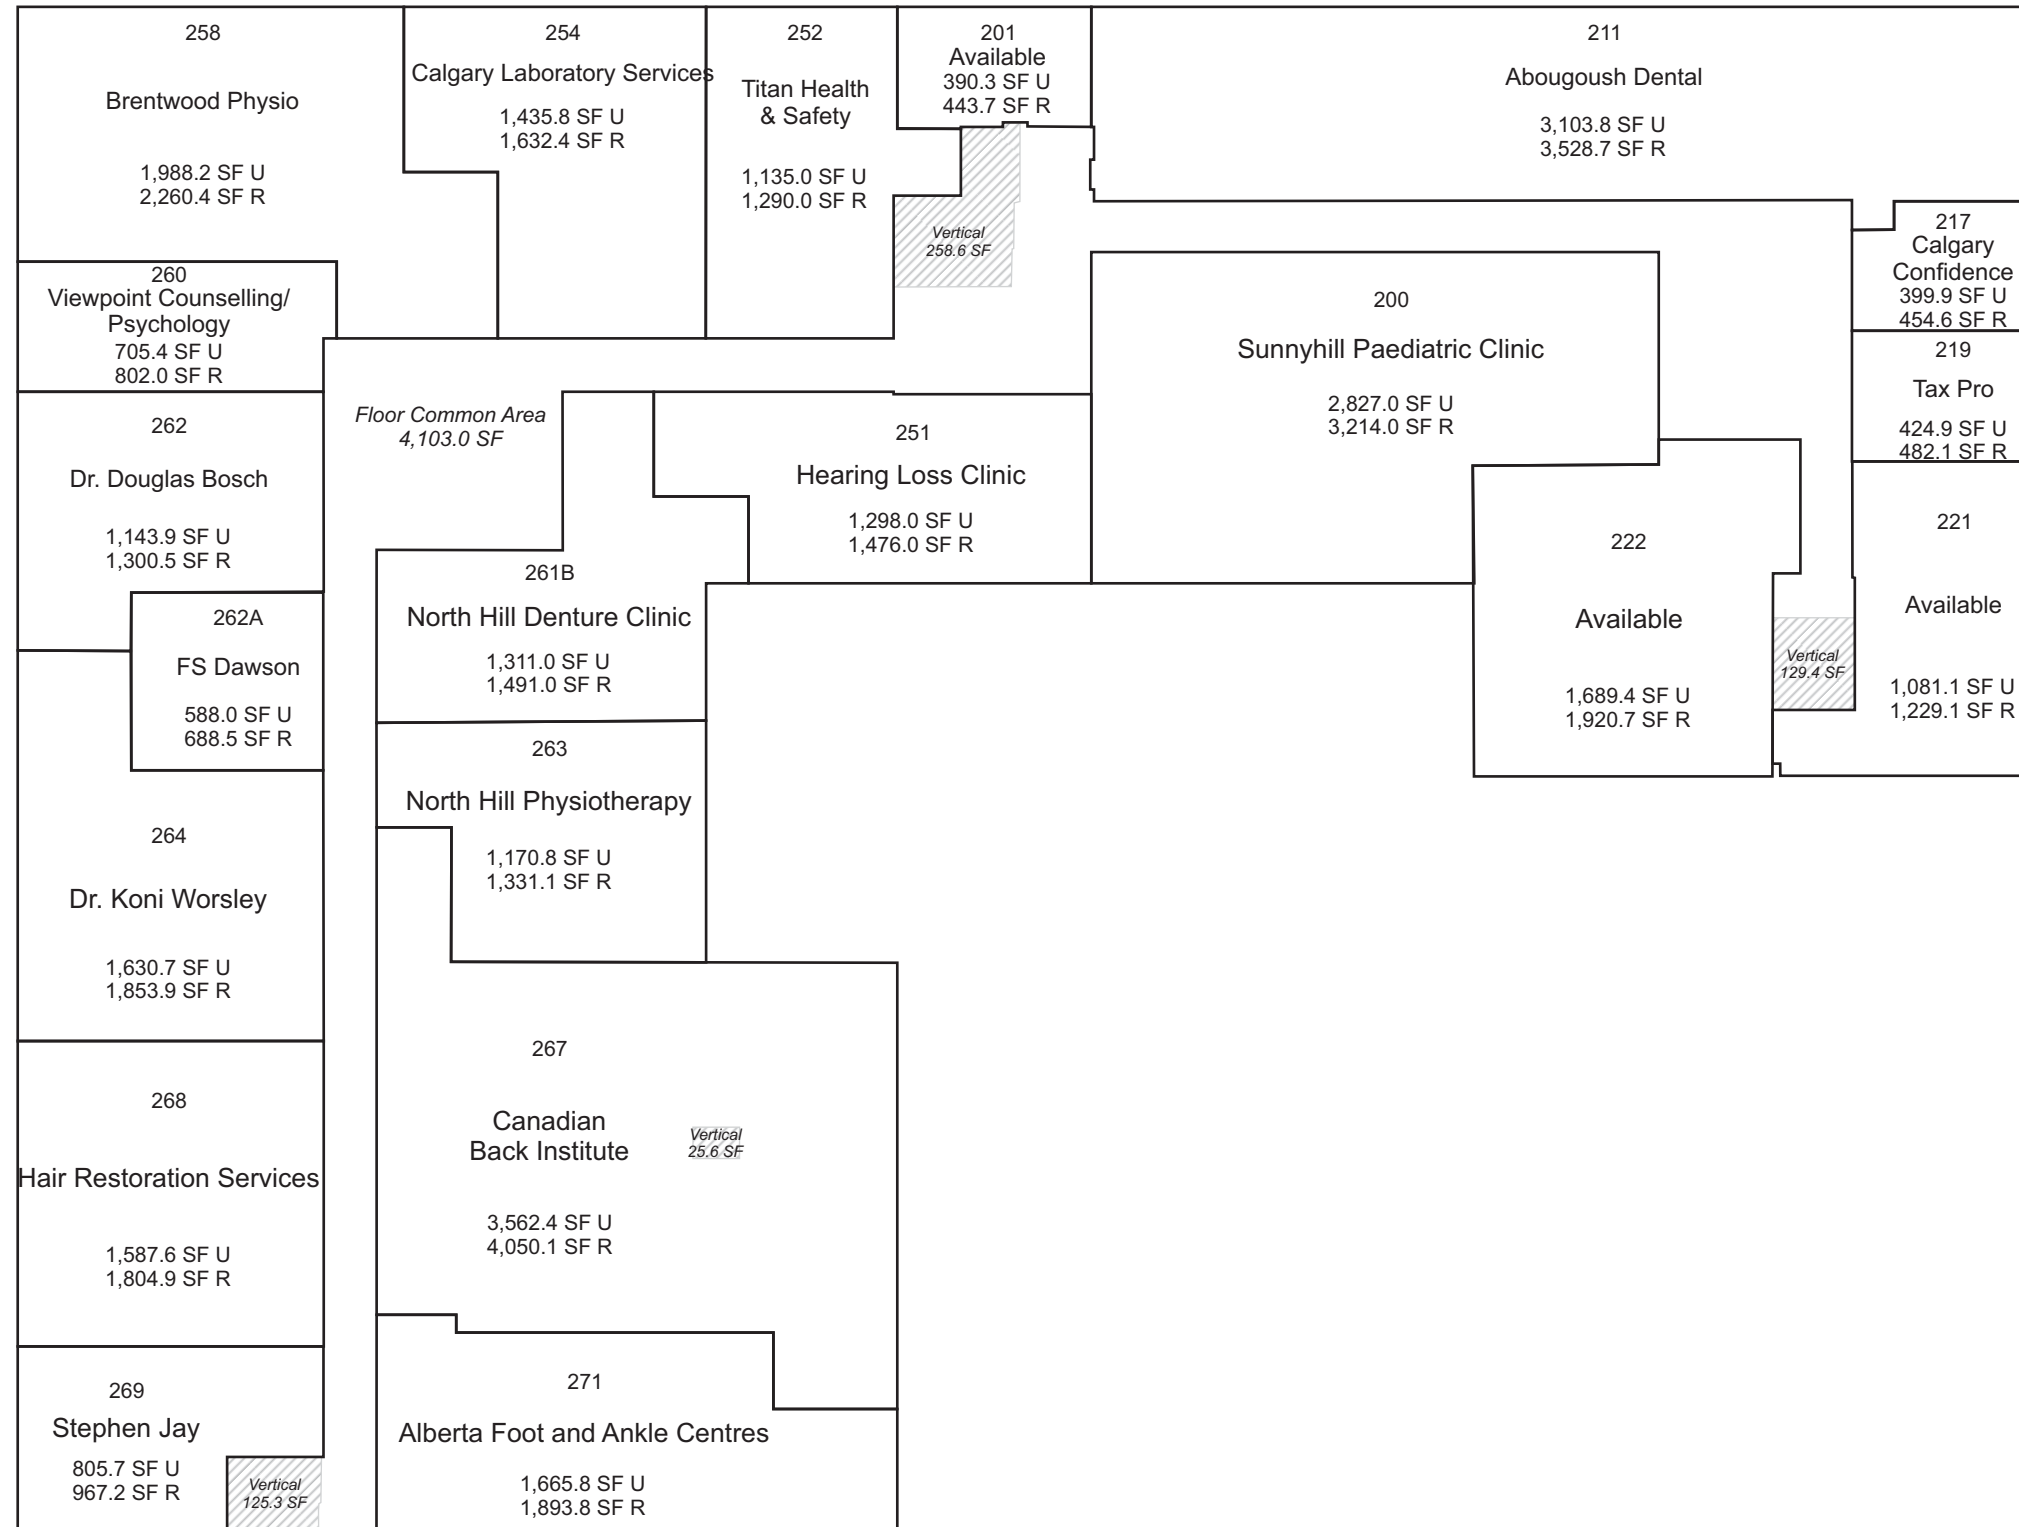 258
Brentwood Physio
1,988.2 SF U
2,260.4 SF R
254
Calgary Laboratory Services
1,435.8 SF U
1,632.4 SF R
252
Titan Health
& Safety
1,135.0 SF U
1,290.0 SF R
201
Available
390.3 SF U
443.7 SF R
Vertical
258.6 SF
211
Abougoush Dental
3,103.8 SF U
3,528.7 SF R
217
Calgary
Confidence
399.9 SF U
454.6 SF R
219
Tax Pro
424.9 SF U
482.1 SF R
221
Available
1,081.1 SF U
1,229.1 SF R
260
Viewpoint Counselling/
Psychology
705.4 SF U
802.0 SF R
200
Sunnyhill Paediatric Clinic
2,827.0 SF U
3,214.0 SF R
262
Dr. Douglas Bosch
1,143.9 SF U
1,300.5 SF R
Floor Common Area
4,103.0 SF
251
Hearing Loss Clinic
1,298.0 SF U
1,476.0 SF R
222
Available
1,689.4 SF U
1,920.7 SF R
Vertical
129.4 SF
262A
FS Dawson
588.0 SF U
688.5 SF R
261B
North Hill Denture Clinic
1,311.0 SF U
1,491.0 SF R
263
North Hill Physiotherapy
1,170.8 SF U
1,331.1 SF R
264
Dr. Koni Worsley
1,630.7 SF U
1,853.9 SF R
267
Canadian
Back Institute
3,562.4 SF U
4,050.1 SF R
Vertical
25.6 SF
268
Hair Restoration Services
1,587.6 SF U
1,804.9 SF R
269
Stephen Jay
805.7 SF U
967.2 SF R
Vertical
125.3 SF
271
Alberta Foot and Ankle Centres
1,665.8 SF U
1,893.8 SF R